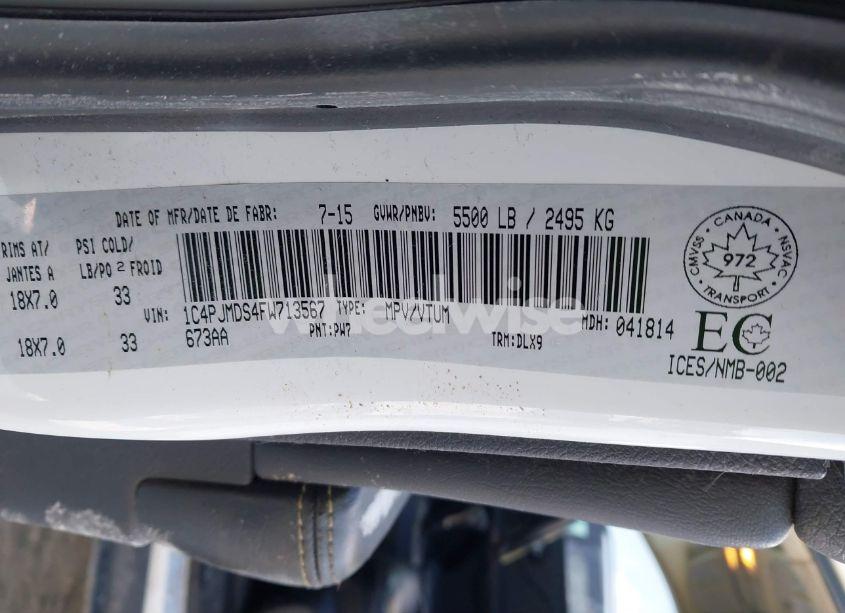 DATE OF MFR/DATE DE FABR: 7-15 GVWR/PNBV: 5500 LB / 2495 KG
RIMS AT/ PSI COLD/
JANTES A LB/PO 2 FROID
18X7.0 33
VIN: 1C4PJMDS4FW713567 TYPE: MPV/VTUM MDH: 041814
18X7.0 33 673AA PNT: PW7 TRM: DLX9
CANADA
CMVSS 972 NSVAC
TRANSPORT
EC
ICES/NMB-002
wheelwise